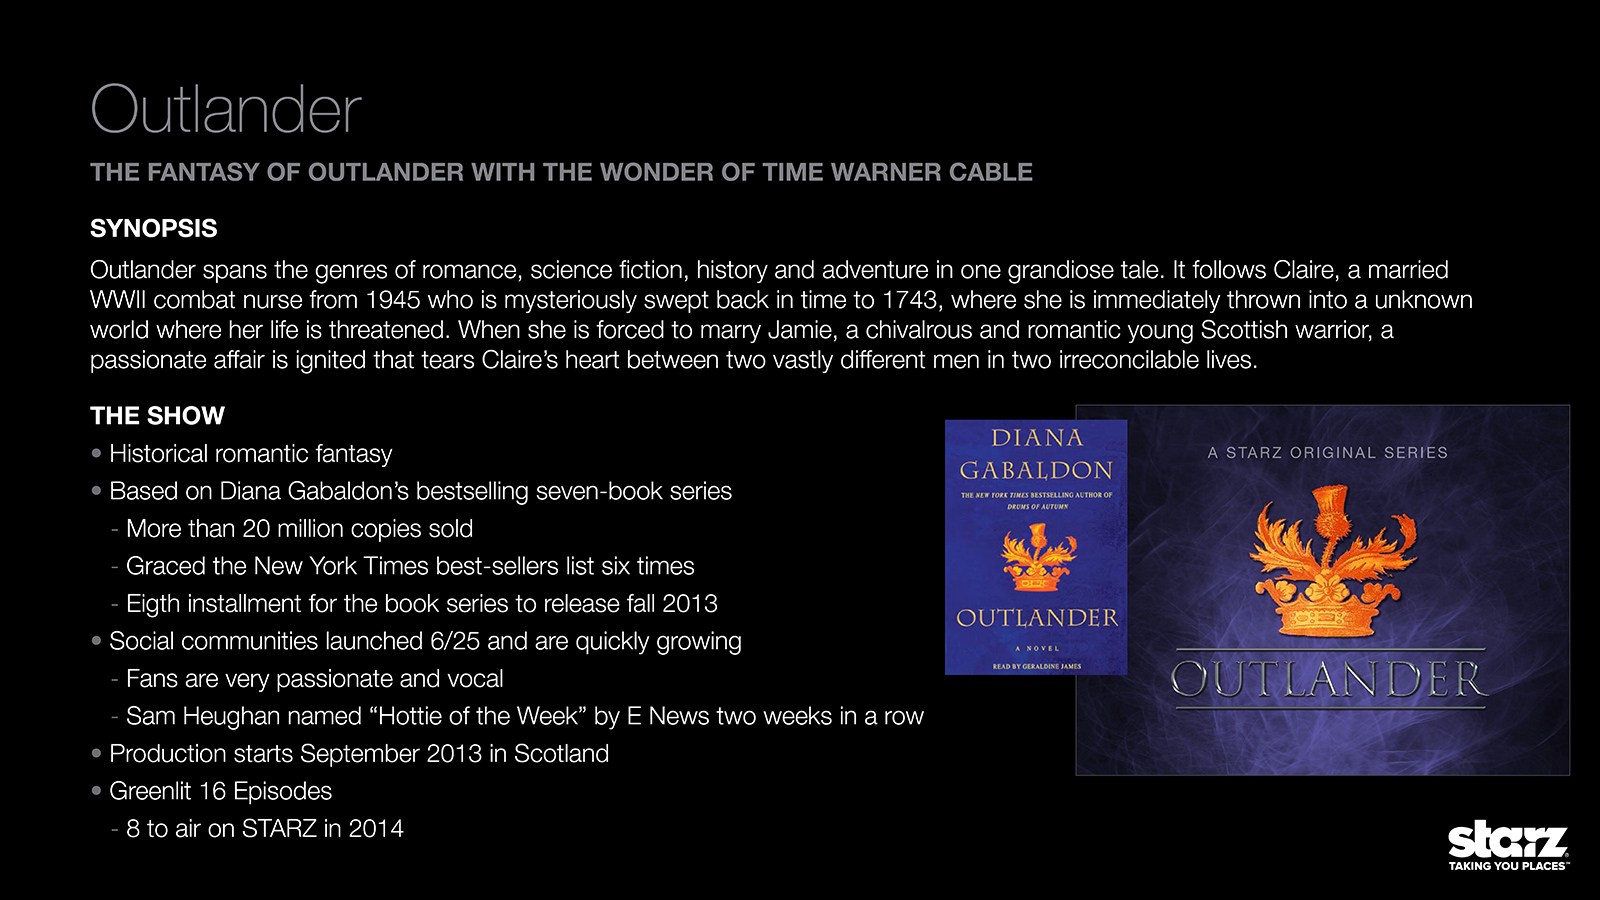 Outlander
THE FANTASY OF OUTLANDER WITH THE WONDER OF TIME WARNER CABLE
SYNOPSIS
Outlander spans the genres of romance, science fiction, history and adventure in one grandiose tale. It follows Claire, a married
WWII combat nurse from 1945 who is mysteriously swept back in time to 1743, where she is immediately thrown into a unknown
world where her life is threatened. When she is forced to marry Jamie, a chivalrous and romantic young Scottish warrior, a
passionate affair is ignited that tears Claire’s heart between two vastly different men in two irreconcilable lives.
THE SHOW
• Historical romantic fantasy
• Based on Diana Gabaldon’s bestselling seven-book series
- More than 20 million copies sold
- Graced the New York Times best-sellers list six times
- Eigth installment for the book series to release fall 2013
• Social communities launched 6/25 and are quickly growing
- Fans are very passionate and vocal
- Sam Heughan named “Hottie of the Week” by E News two weeks in a row
• Production starts September 2013 in Scotland
• Greenlit 16 Episodes
- 8 to air on STARZ in 2014
DIANA
GABALDON
THE NEW YORK TIMES BESTSELLING AUTHOR OF
DRUMS OF AUTUMN
OUTLANDER
A NOVEL
READ BY GERALDINE JAMES
A STARZ ORIGINAL SERIES
OUTLANDER
starz
TAKING YOU PLACES™